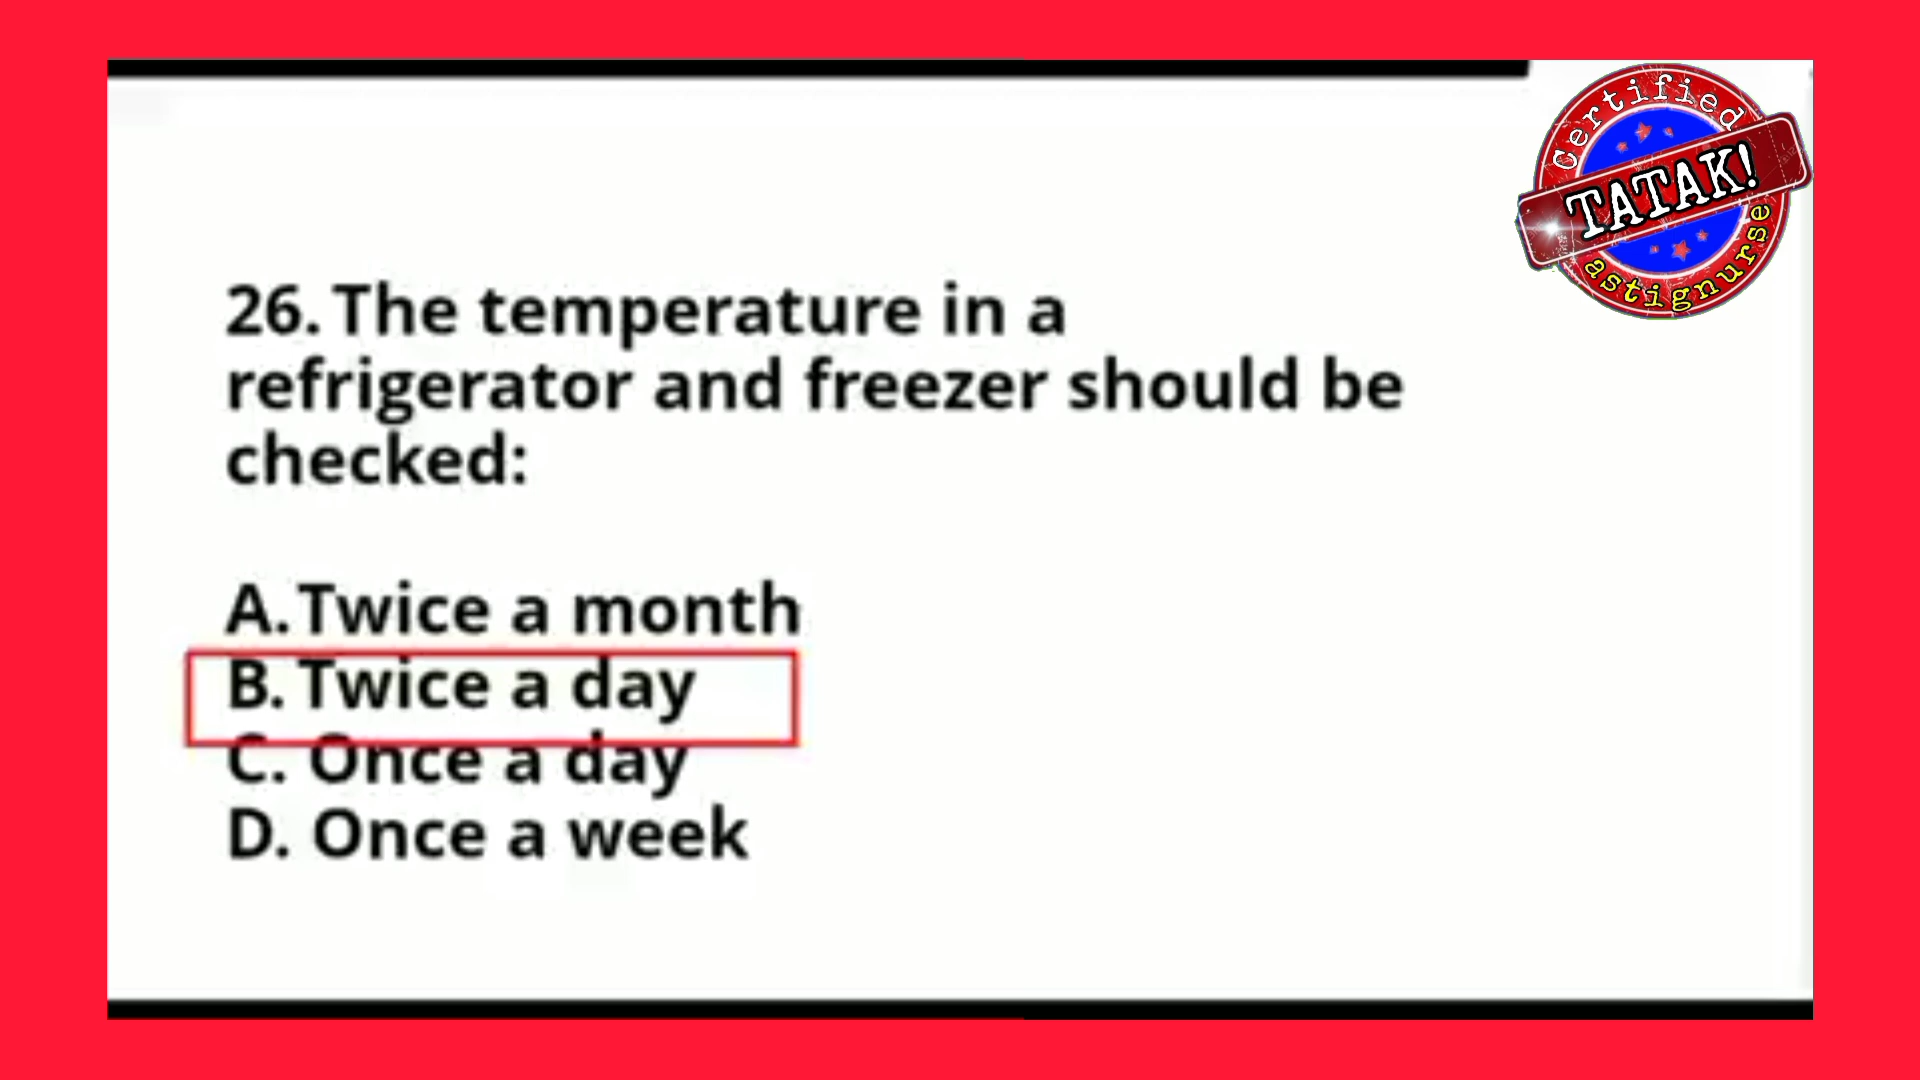 Certified
TATAK!
astignurse
26. The temperature in a
refrigerator and freezer should be
checked:
A. Twice a month
B. Twice a day
C. Once a day
D. Once a week